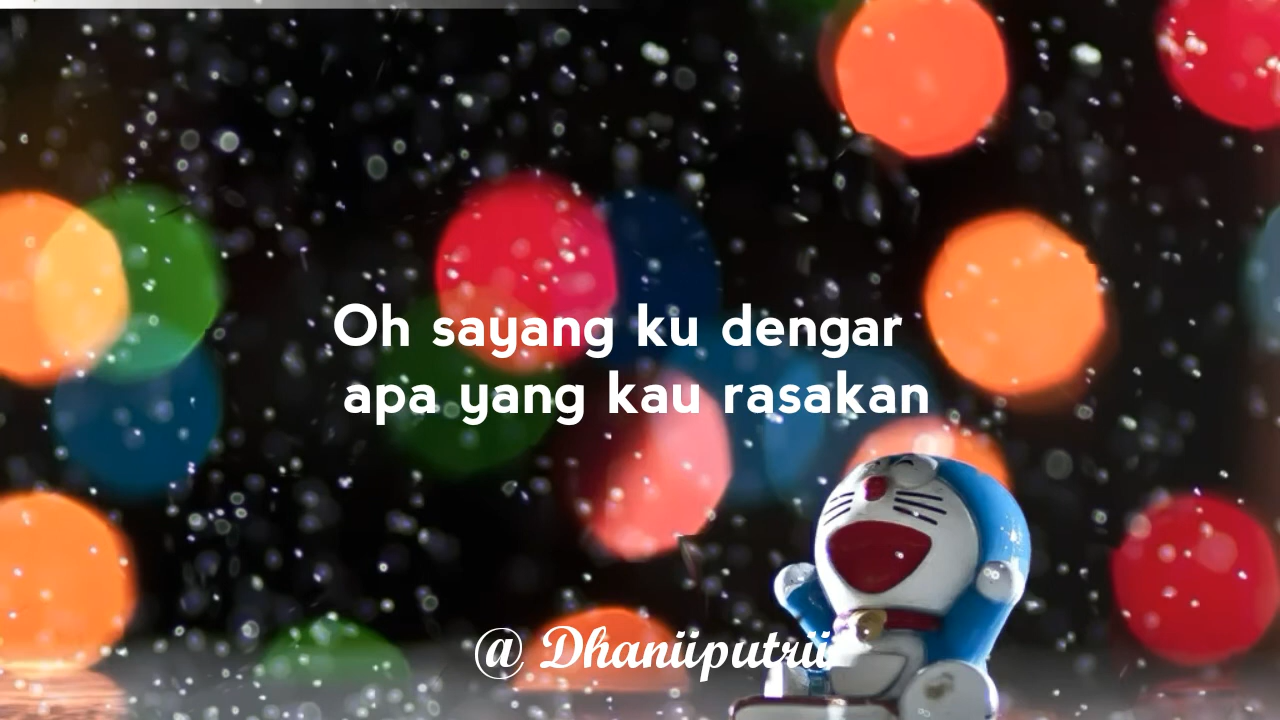 Oh sayang ku dengar
apa yang kau rasakan
@ Dhaniiputrii